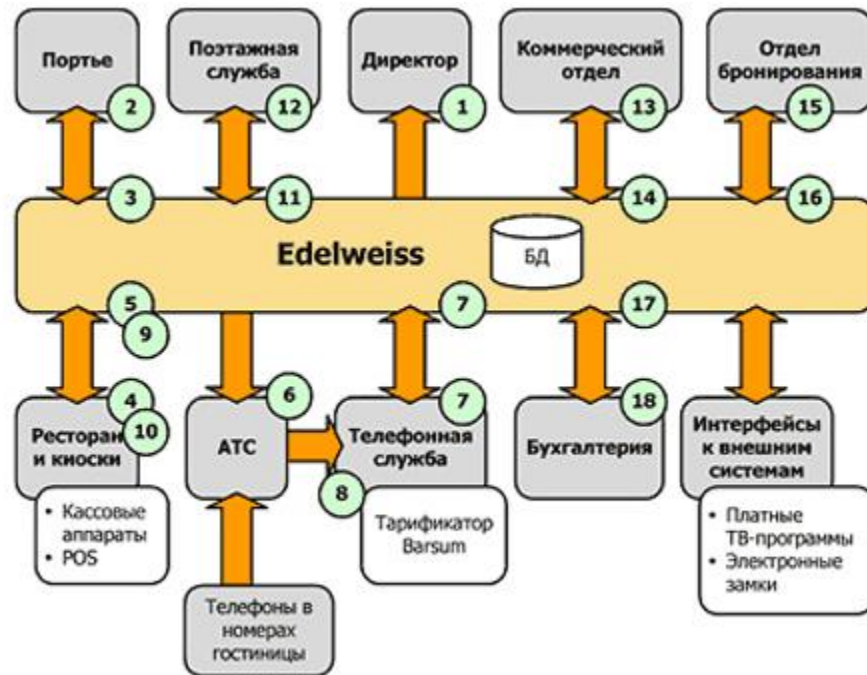 Портье
Поэтажная
служба
Директор
Коммерческий
отдел
Отдел
бронирования
2
12
1
13
15
3
11
14
16
Edelweiss
БД
5
9
7
17
4
10
6
7
18
Ресторан
и киоски
АТС
Телефонная
служба
Бухгалтерия
Интерфейсы
к внешним
системам
8
• Кассовые
аппараты
• POS
Тарификатор
Barsum
• Платные
ТВ-программы
• Электронные
замки
Телефоны в
номерах
гостиницы